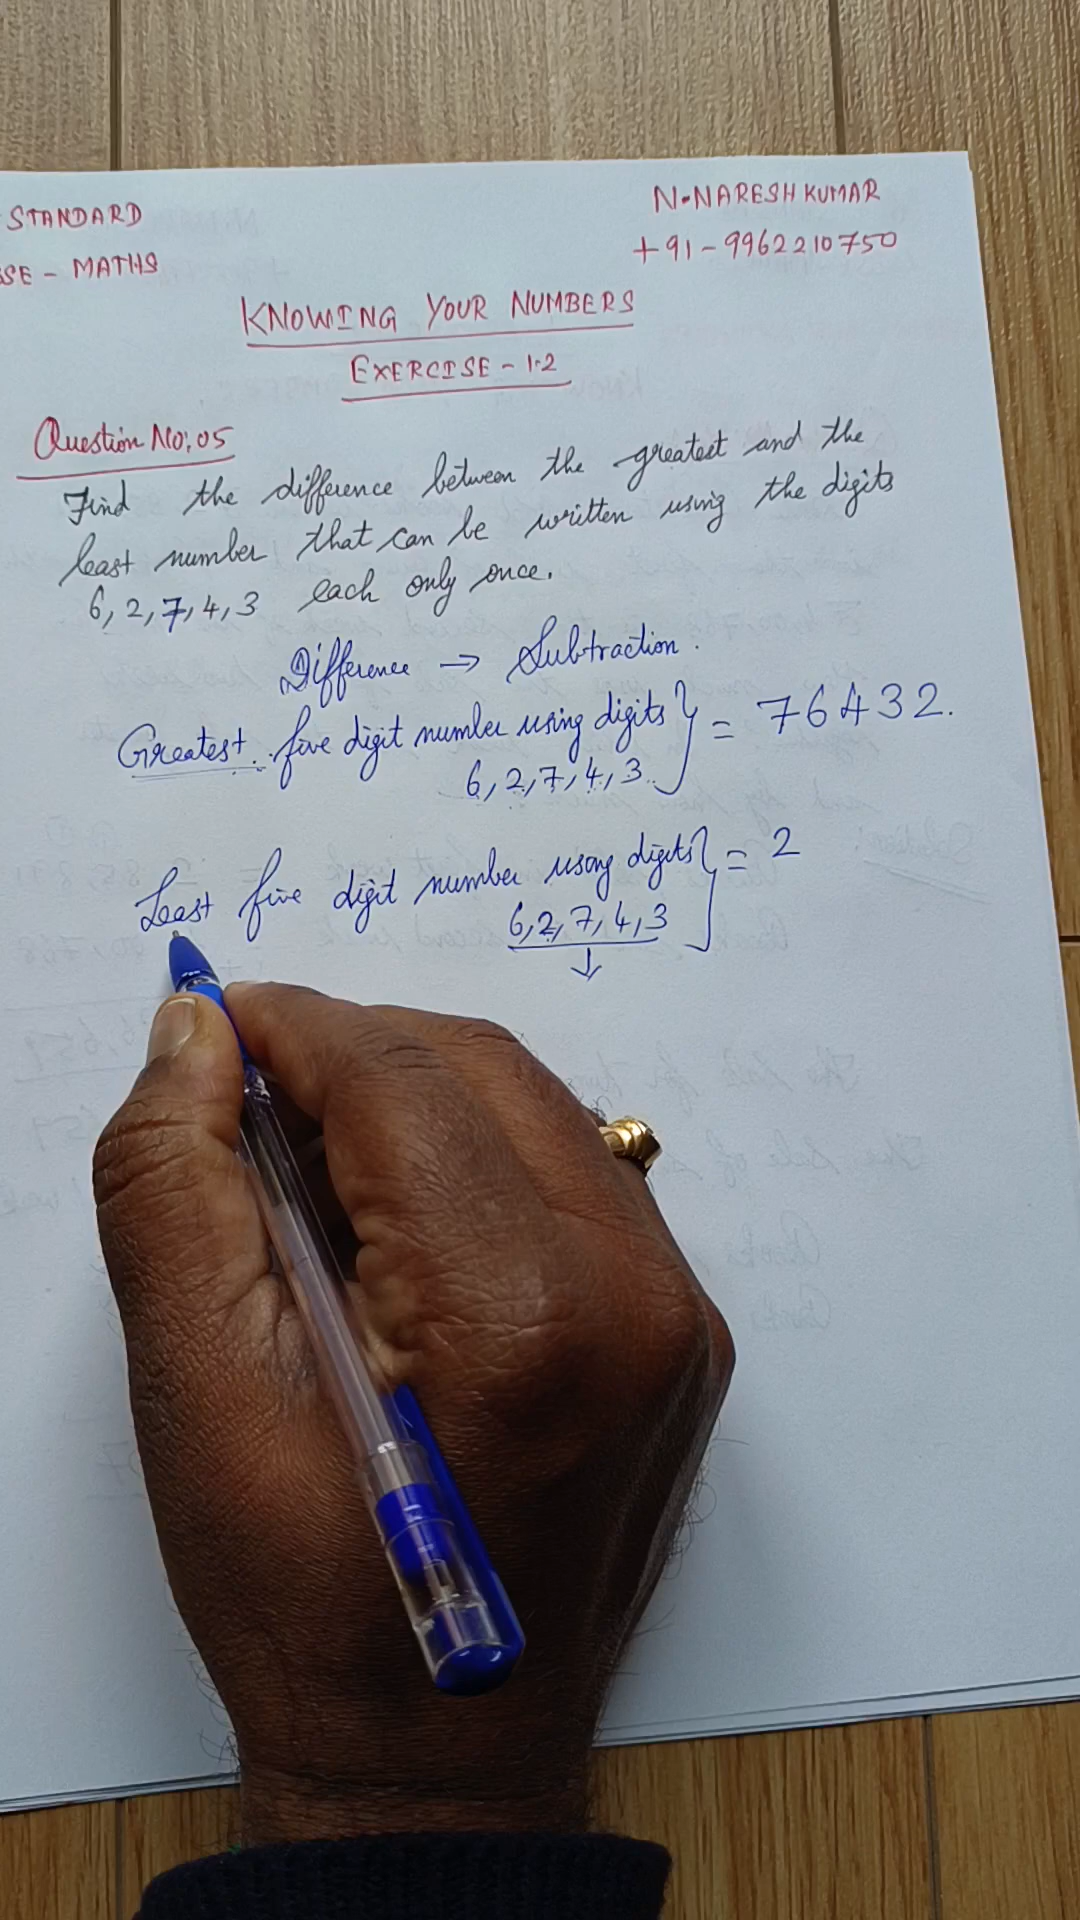 STANDARD
N. NARESH KUMAR
SE - MATHS
+91-9962210750
KNOWING YOUR NUMBERS
EXERCISE - 1.2
Question No: 05
Find the difference between the greatest and the
least number that can be written using the digits
6, 2, 7, 4, 3 each only once.
Difference → Subtraction.
Greatest five digit number using digits } = 76432.
6, 2, 7, 4, 3
Least five digit number using digits } = 2
6, 2, 7, 4, 3
↓